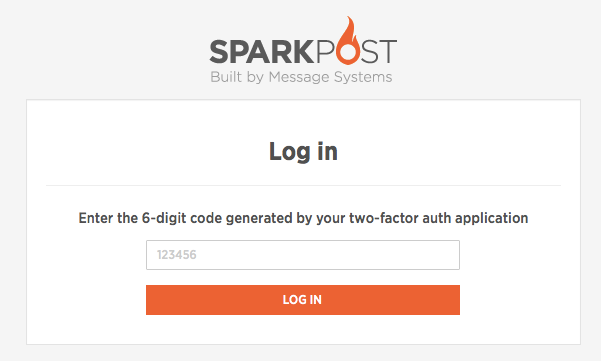 SPARKPOST
Built by Message Systems
Log in
Enter the 6-digit code generated by your two-factor auth application
123456
LOG IN